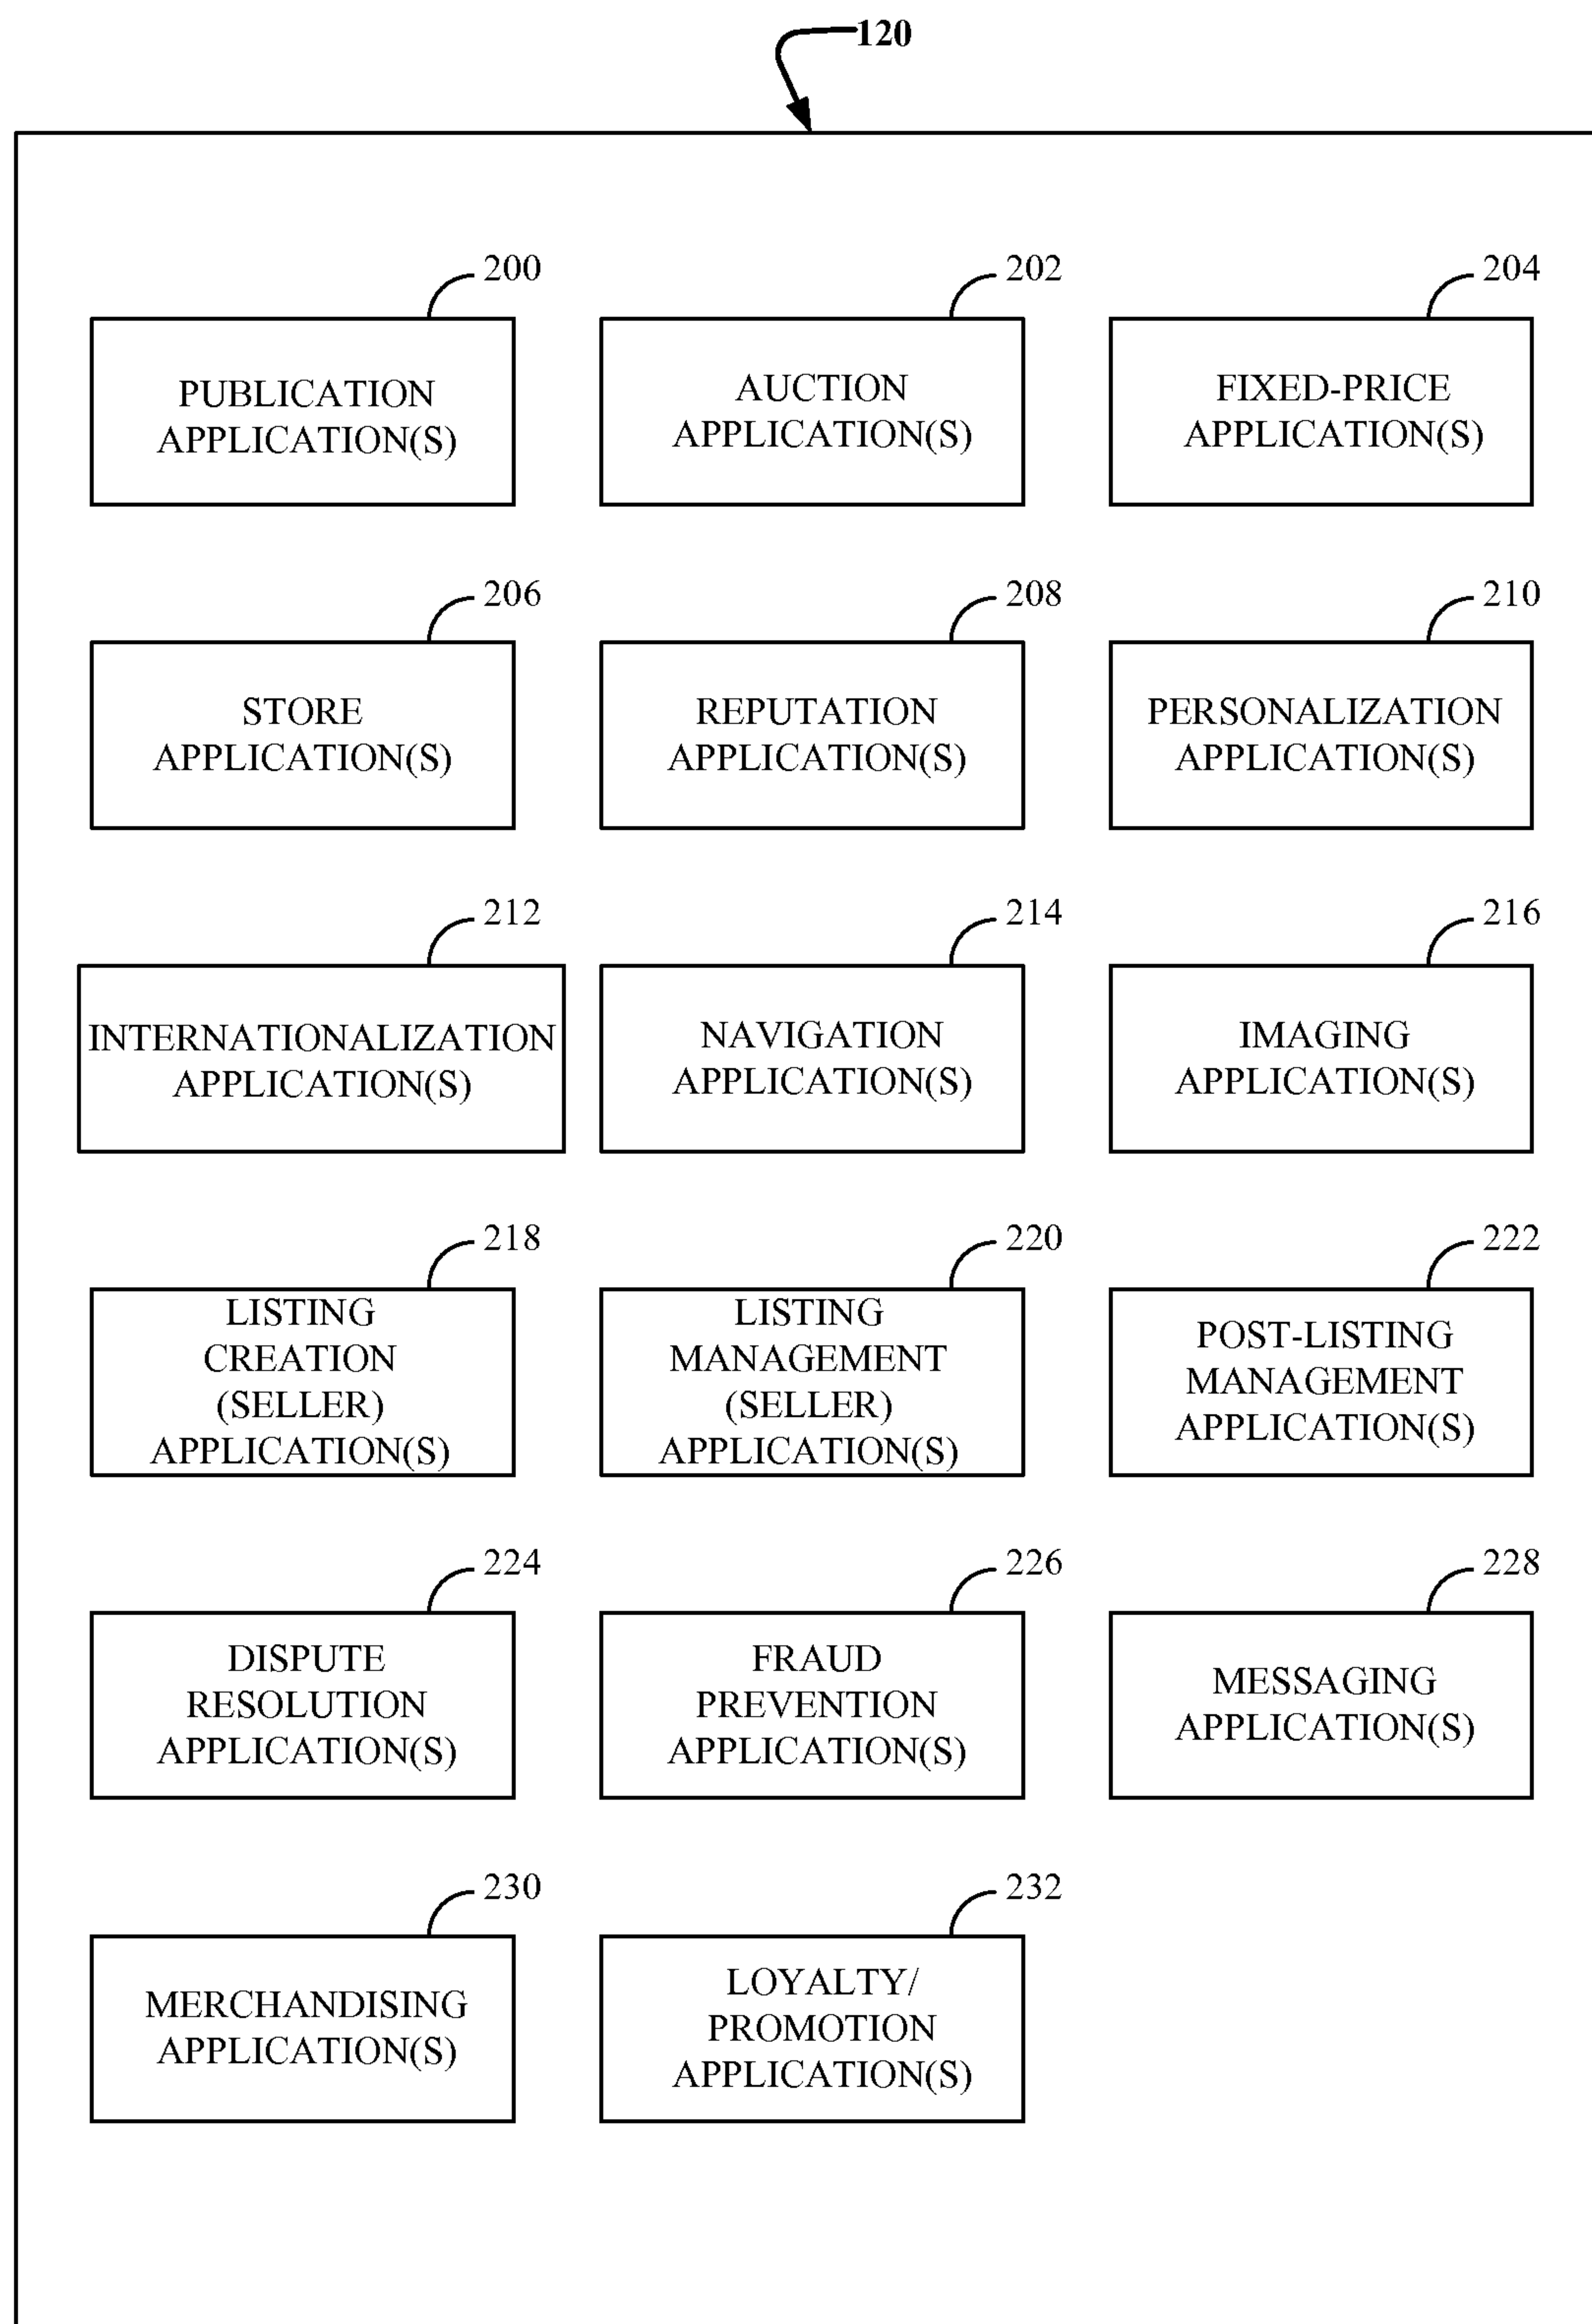 120
200
PUBLICATION
APPLICATION(S)
202
AUCTION
APPLICATION(S)
204
FIXED-PRICE
APPLICATION(S)
206
STORE
APPLICATION(S)
208
REPUTATION
APPLICATION(S)
210
PERSONALIZATION
APPLICATION(S)
212
INTERNATIONALIZATION
APPLICATION(S)
214
NAVIGATION
APPLICATION(S)
216
IMAGING
APPLICATION(S)
218
LISTING
CREATION
(SELLER)
APPLICATION(S)
220
LISTING
MANAGEMENT
(SELLER)
APPLICATION(S)
222
POST-LISTING
MANAGEMENT
APPLICATION(S)
224
DISPUTE
RESOLUTION
APPLICATION(S)
226
FRAUD
PREVENTION
APPLICATION(S)
228
MESSAGING
APPLICATION(S)
230
MERCHANDISING
APPLICATION(S)
232
LOYALTY/
PROMOTION
APPLICATION(S)